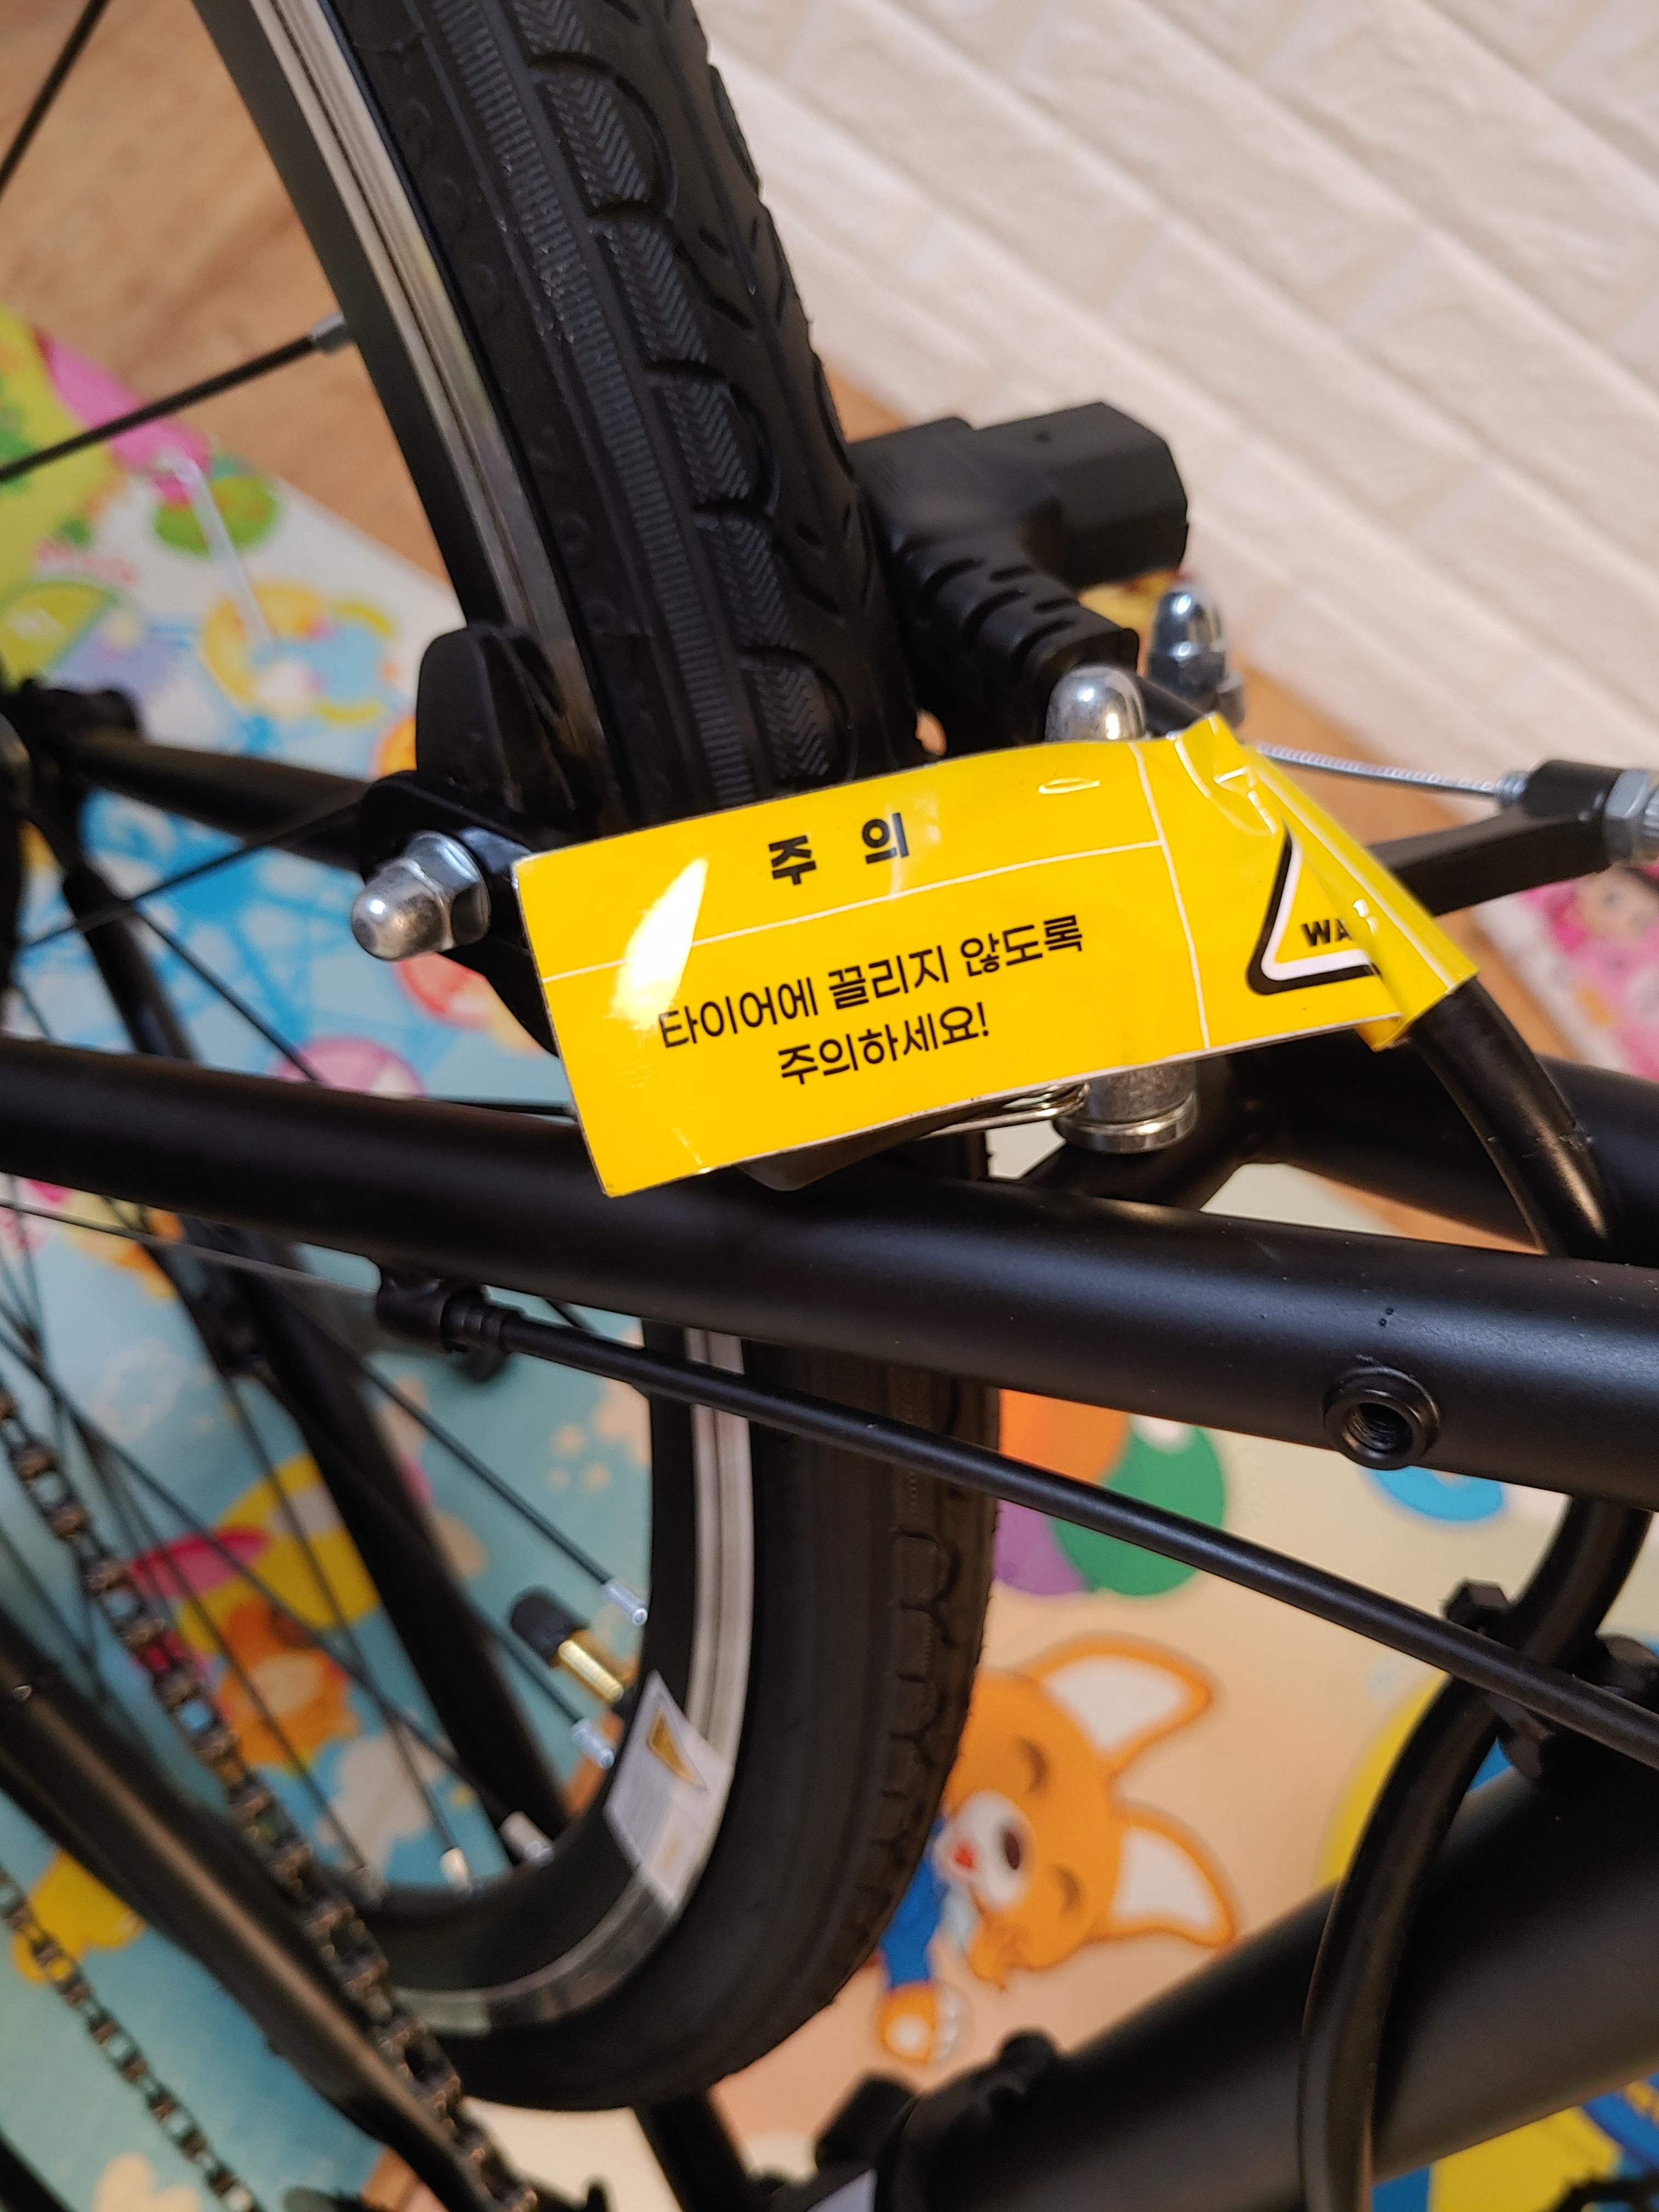 주 의
타이어에 끌리지 않도록
주의하세요!